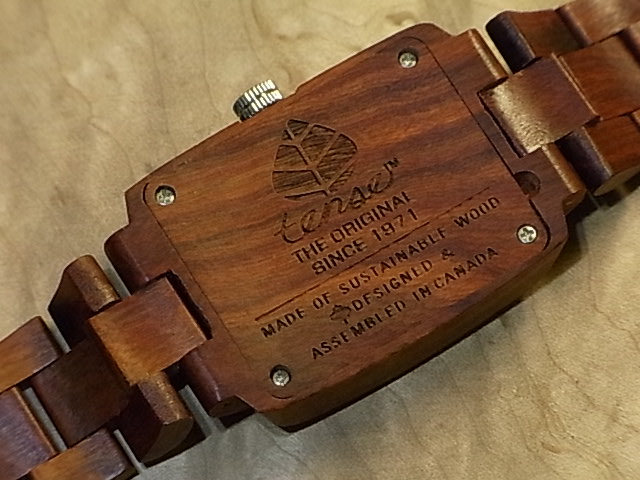 tense™
THE ORIGINAL
SINCE 1971
MADE OF SUSTAINABLE WOOD
DESIGNED &
ASSEMBLED IN CANADA